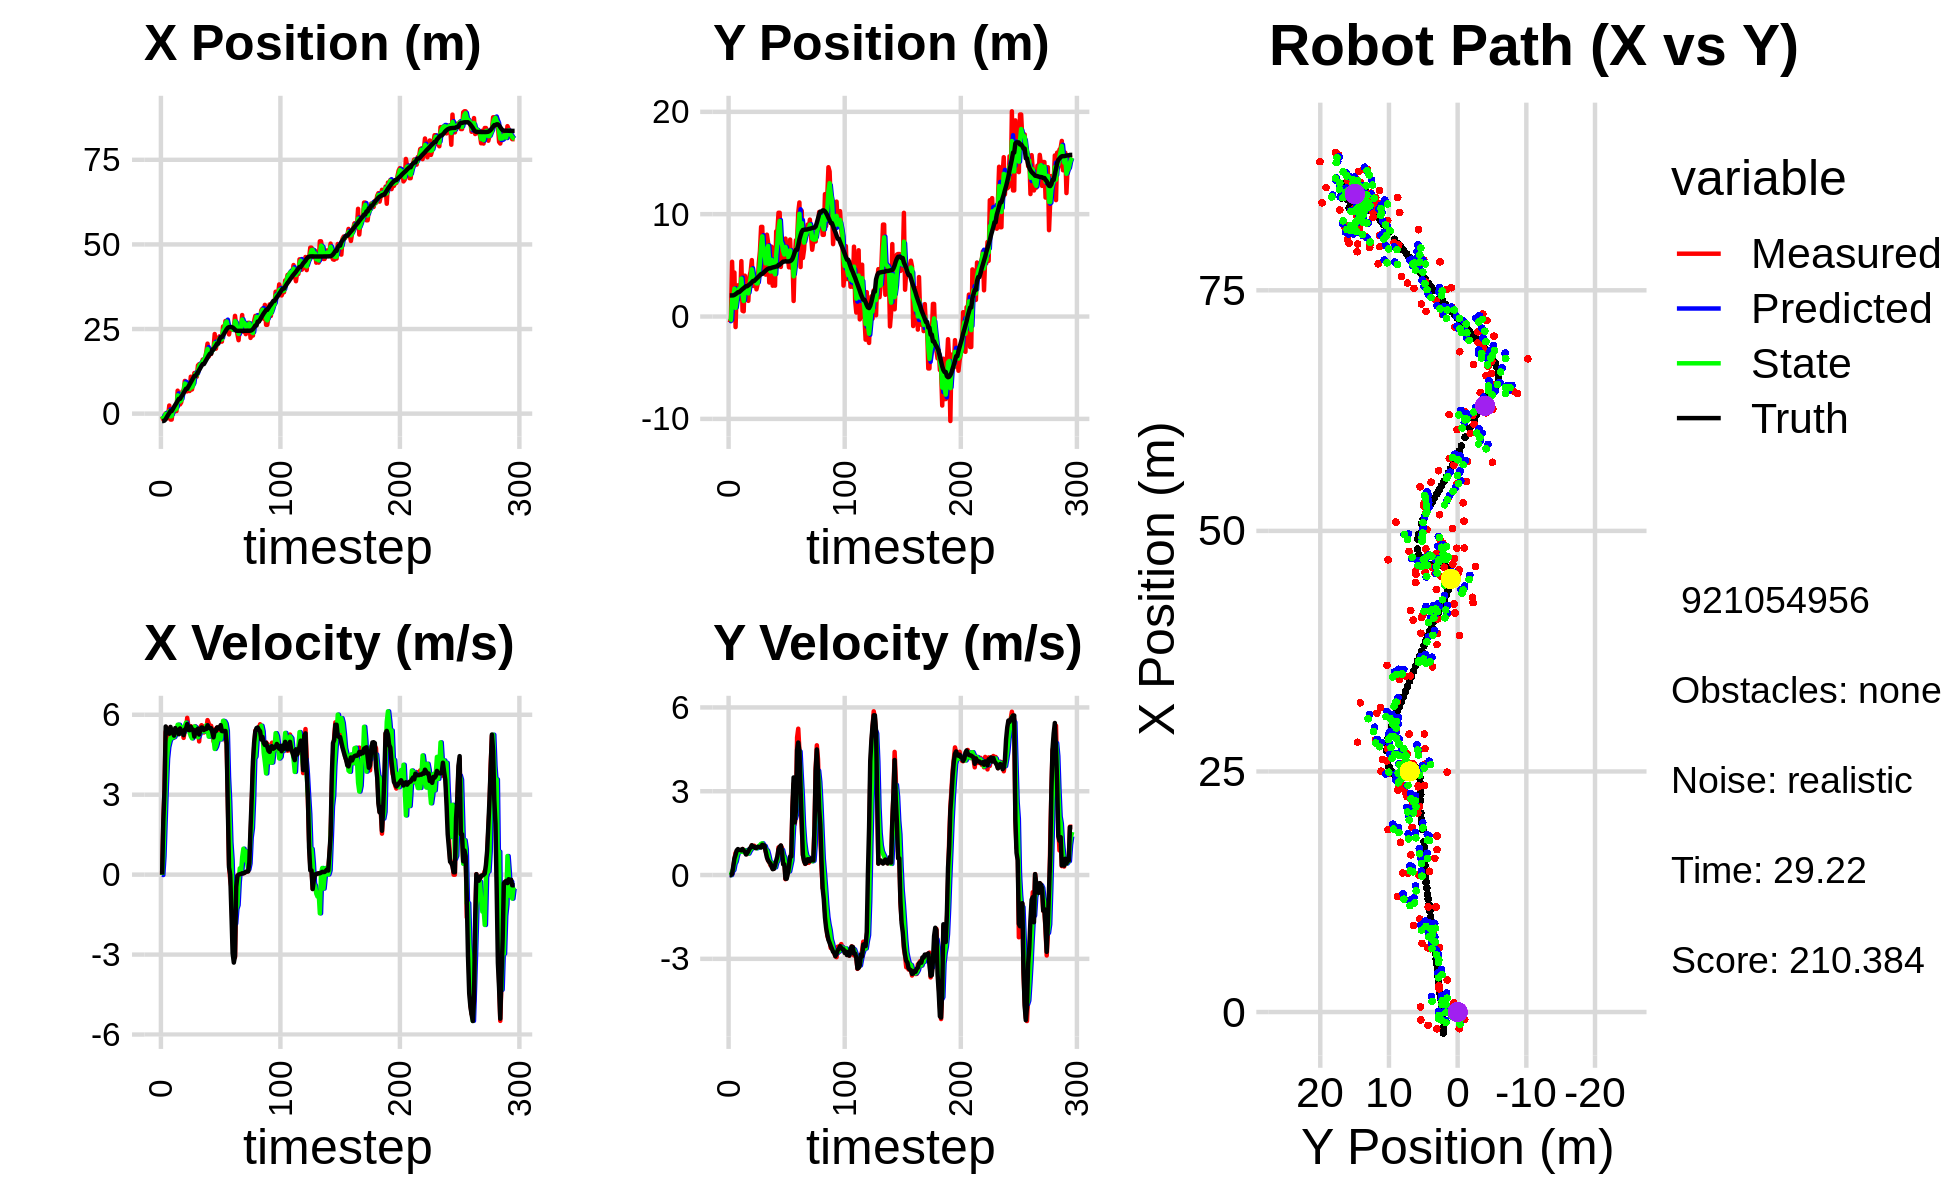 X Position (m)
75
50
25
0
0
100
200
300
timestep
Y Position (m)
20
10
0
-10
0
100
200
300
timestep
X Velocity (m/s)
6
3
0
-3
-6
0
100
200
300
timestep
Y Velocity (m/s)
6
3
0
-3
0
100
200
300
timestep
Robot Path (X vs Y)
X Position (m)
75
50
25
0
20 10 0 -10 -20
Y Position (m)
variable
Measured
Predicted
State
Truth
921054956
Obstacles: none
Noise: realistic
Time: 29.22
Score: 210.384